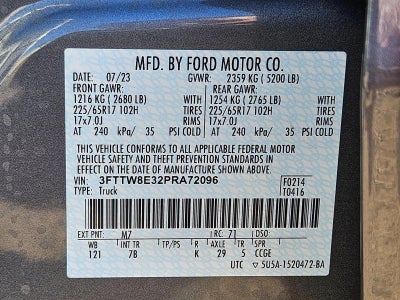 MFD. BY FORD MOTOR CO.
DATE: 07/23 GVWR: 2359 KG ( 5200 LB)
FRONT GAWR: REAR GAWR:
1216 KG ( 2680 LB) WITH 1254 KG ( 2765 LB) WITH
225/65R17 102H TIRES 225/65R17 102H TIRES
17x7.0J RIMS 17x7.0J RIMS
AT 240 kPa/ 35 PSI COLD AT 240 kPa/ 35 PSI COLD
THIS VEHICLE CONFORMS TO ALL APPLICABLE FEDERAL MOTOR
VEHICLE SAFETY AND THEFT PREVENTION STANDARDS IN
EFFECT ON THE DATE OF MANUFACTURE SHOWN ABOVE.
VIN: 3FTTW8E32PRA72096 F0214
TYPE: Truck T0416
EXT PNT: M7 RC: 71 DSO:
WB INT TR TP/PS R AX TR SPR
121 7B K 29 5 CCGE
UTC 5U5A-1520472-BA